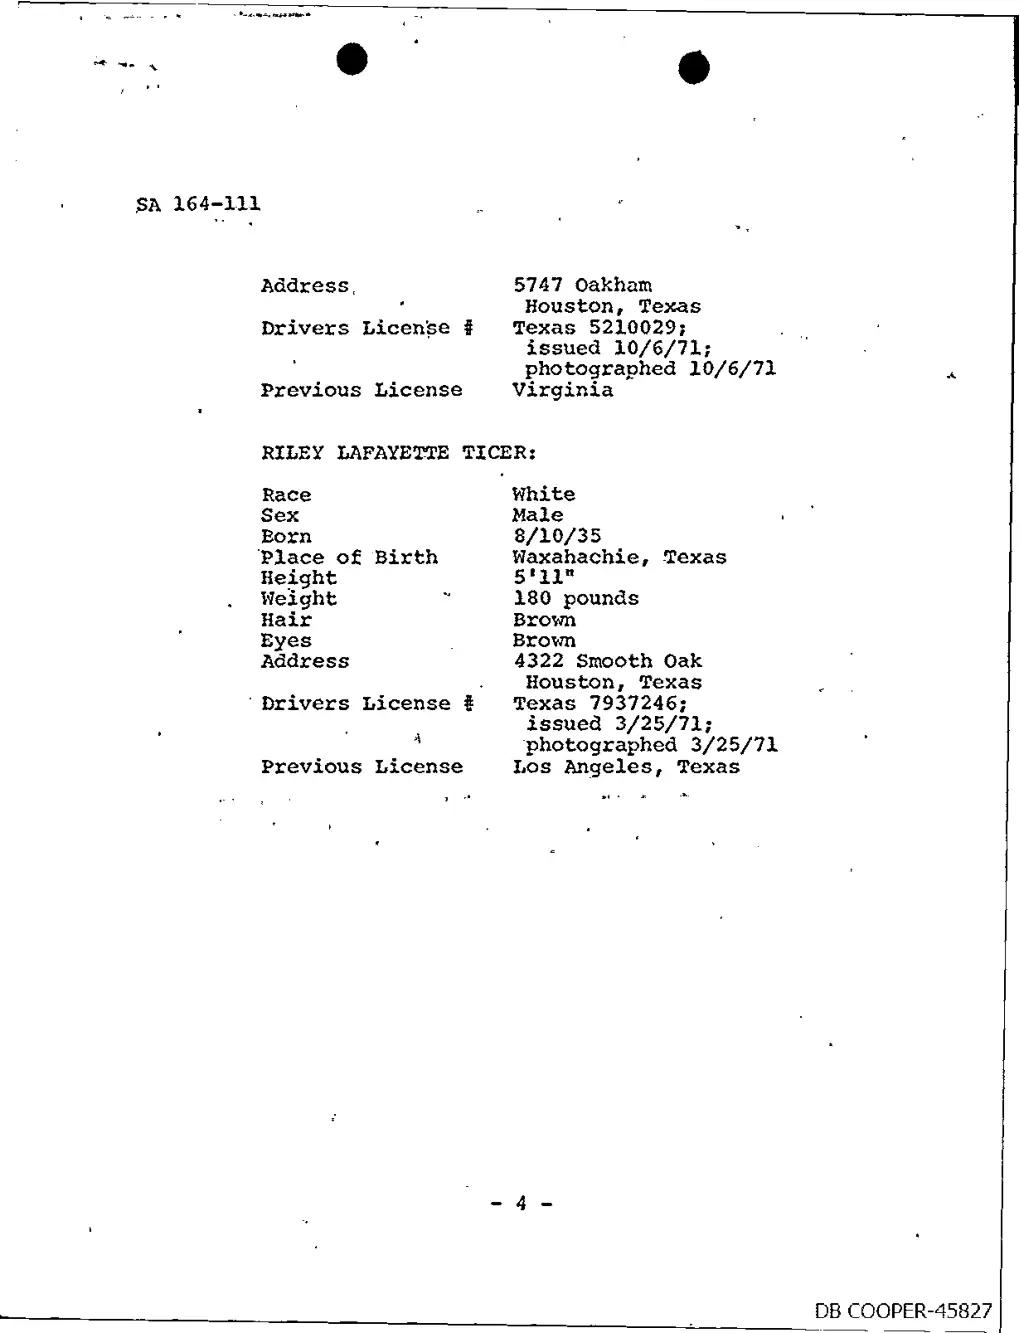 SA 164-111
Address 5747 Oakham
Houston, Texas
Drivers License # Texas 5210029;
issued 10/6/71;
photographed 10/6/71
Previous License Virginia
RILEY LAFAYETTE TICER:
Race White
Sex Male
Born 8/10/35
Place of Birth Waxahachie, Texas
Height 5'11"
Weight 180 pounds
Hair Brown
Eyes Brown
Address 4322 Smooth Oak
Houston, Texas
Drivers License # Texas 7937246;
issued 3/25/71;
photographed 3/25/71
Previous License Los Angeles, Texas
- 4 -
DB COOPER-45827